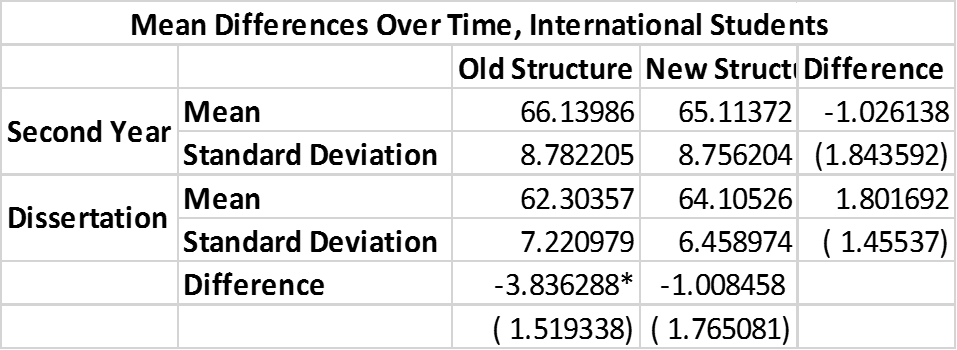 Mean Differences Over Time, International Students
Old Structure New Struct Difference
Second Year Mean 66.13986 65.11372 -1.026138
Standard Deviation 8.782205 8.756204 (1.843592)
Dissertation Mean 62.30357 64.10526 1.801692
Standard Deviation 7.220979 6.458974 ( 1.45537)
Difference -3.836288* -1.008458
( 1.519338) ( 1.765081)